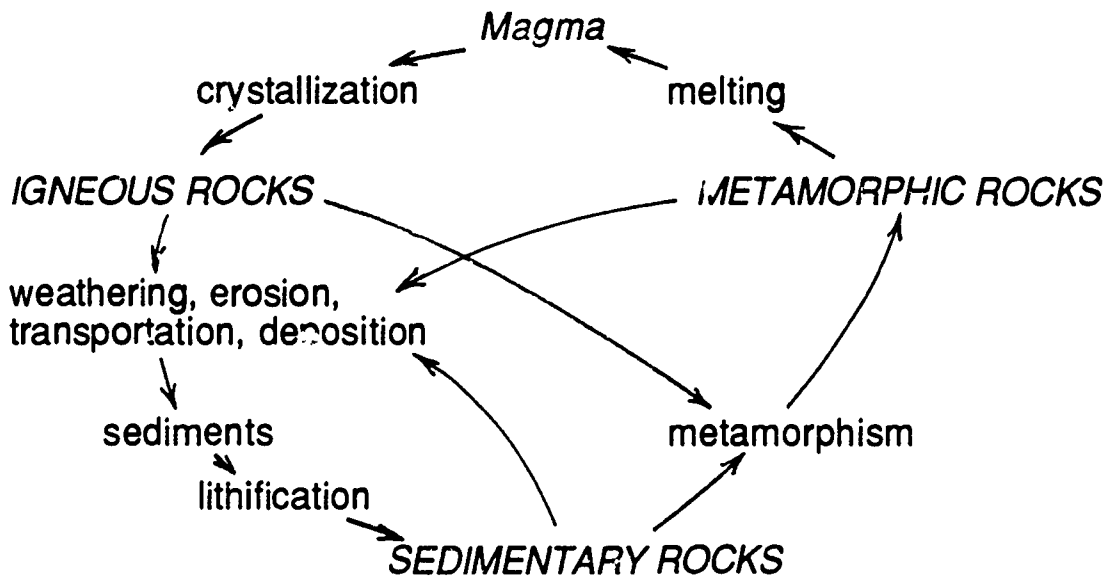 Magma
crystallization
melting
IGNEOUS ROCKS
METAMORPHIC ROCKS
weathering, erosion,
transportation, deposition
sediments
metamorphism
lithification
SEDIMENTARY ROCKS